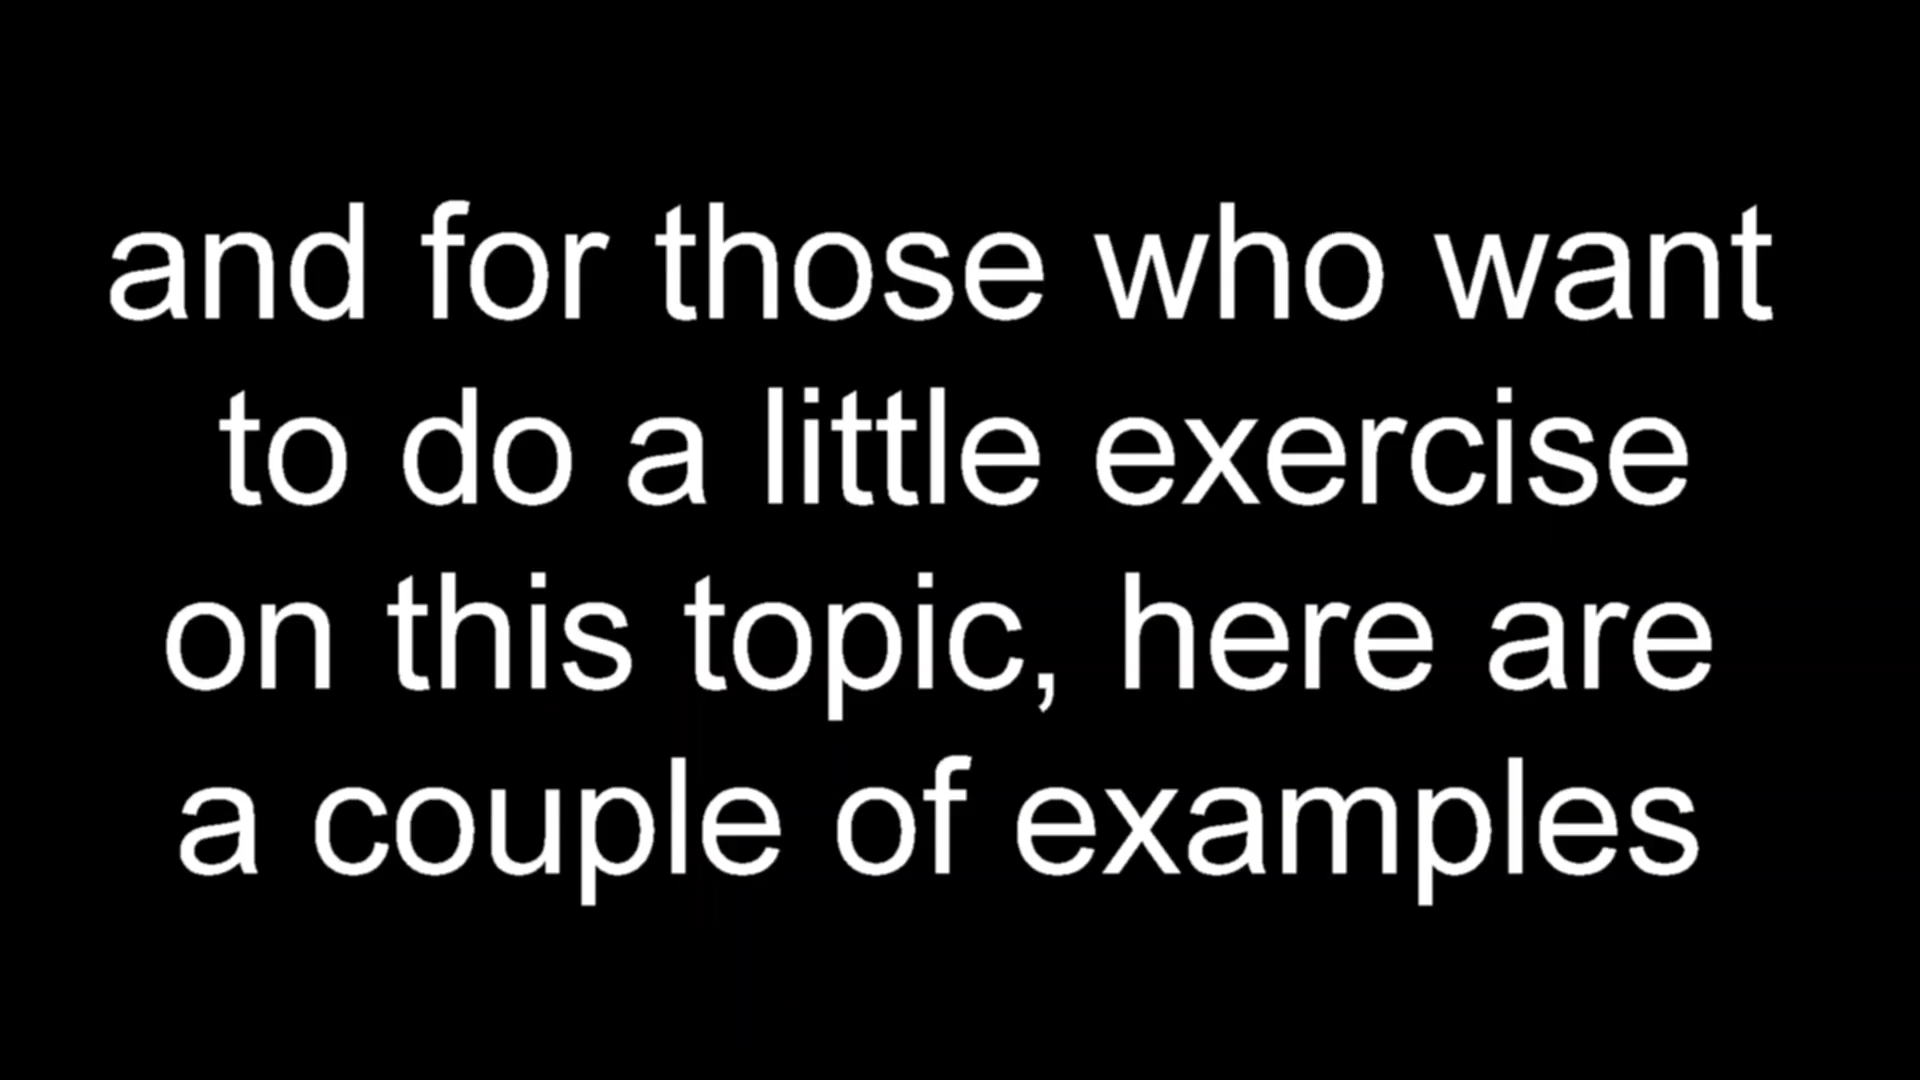 and for those who want
to do a little exercise
on this topic, here are
a couple of examples